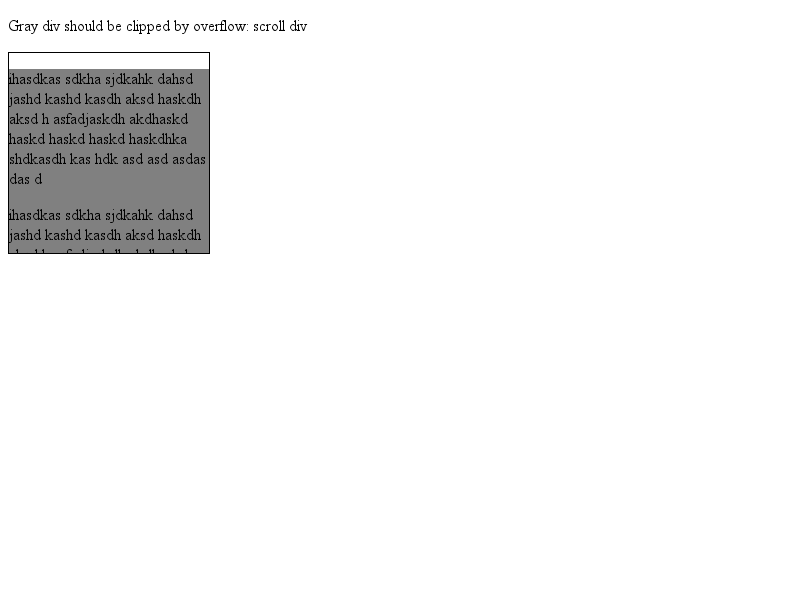 Gray div should be clipped by overflow: scroll div
ihasdkas sdkha sjdkahk dahsd
jashd kashd kasdh aksd haskdh
aksd h asfadjaskdh akdhaskd
haskd haskd haskd haskdhka
shdkasdh kas hdk asd asd asdas
das d
ihasdkas sdkha sjdkahk dahsd
jashd kashd kasdh aksd haskdh